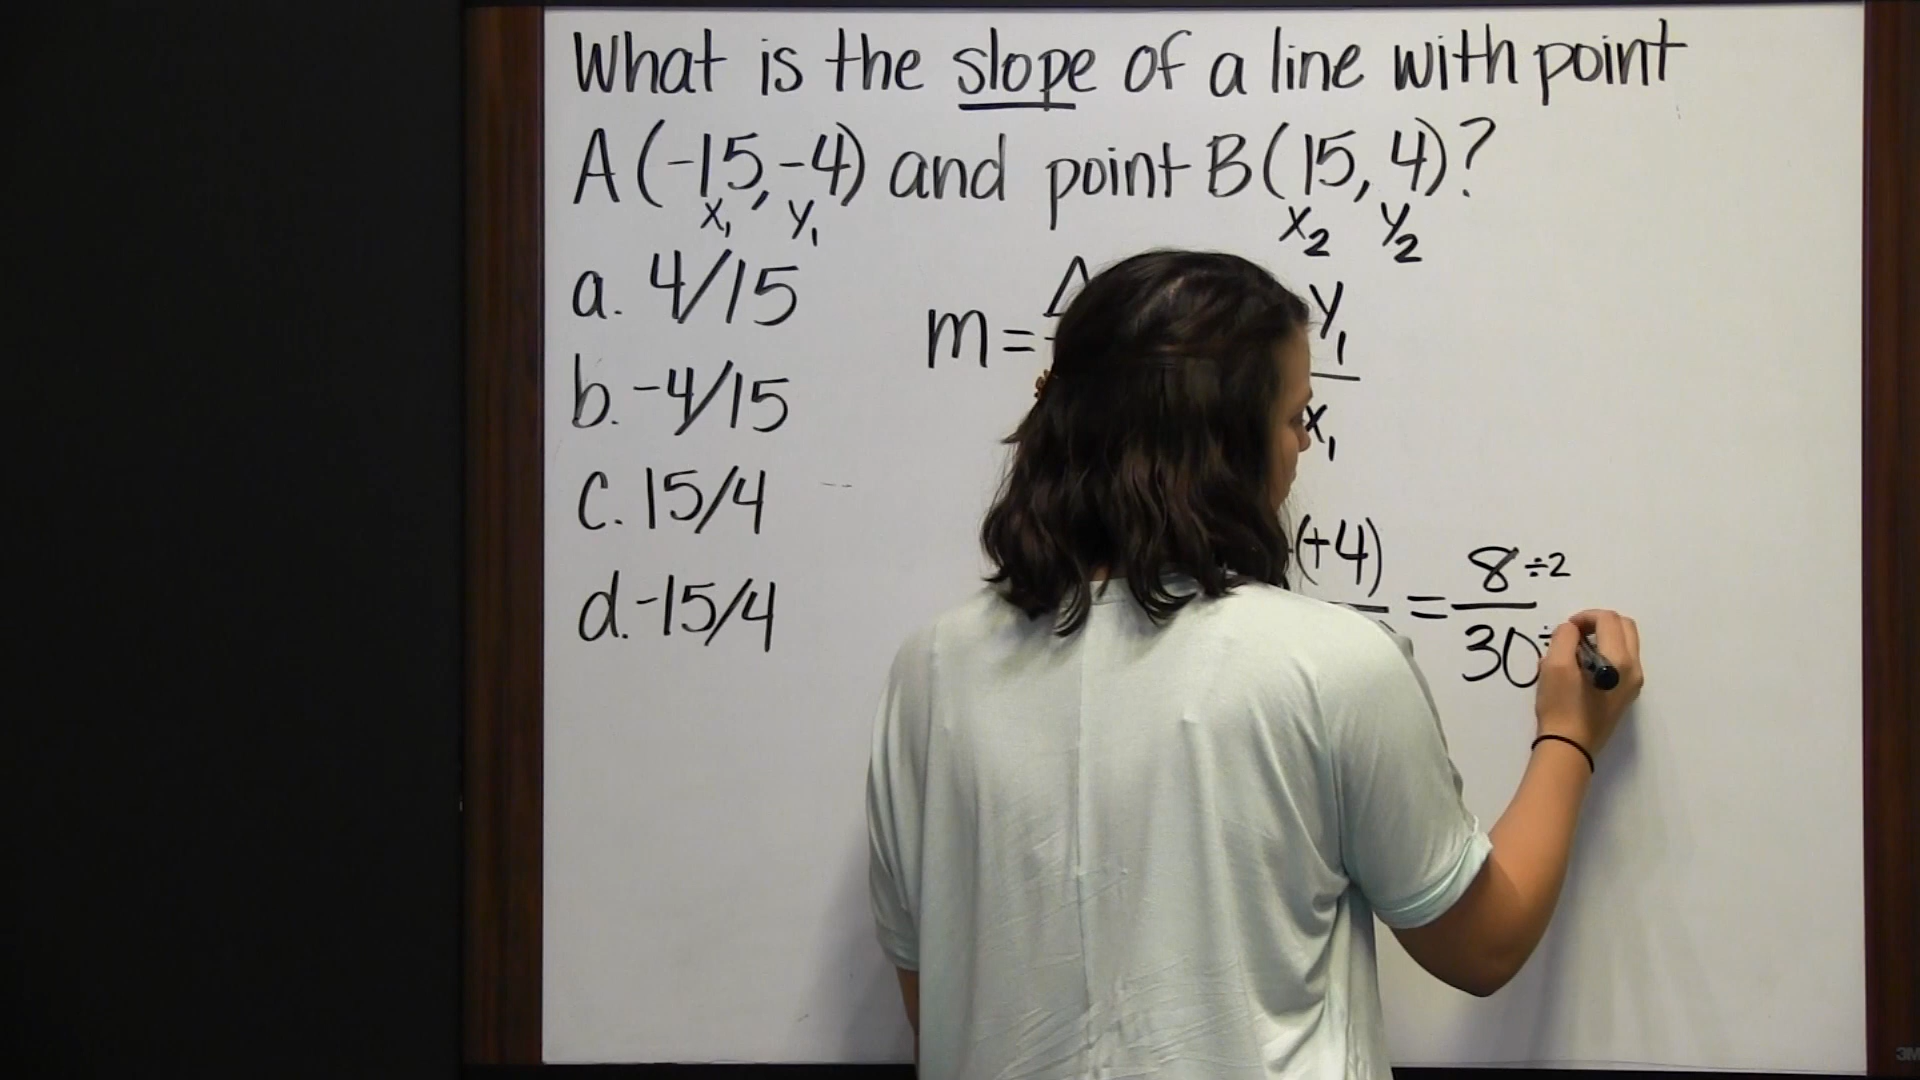 What is the slope of a line with point
A(-15,-4) and point B(15, 4)?
x₁ y₁ x₂ y₂
a. 4/15
b. -4/15
c. 15/4
d. -15/4
m = Δ
y₁
x₁
(+4) = 8 ÷2
30 ÷
3M